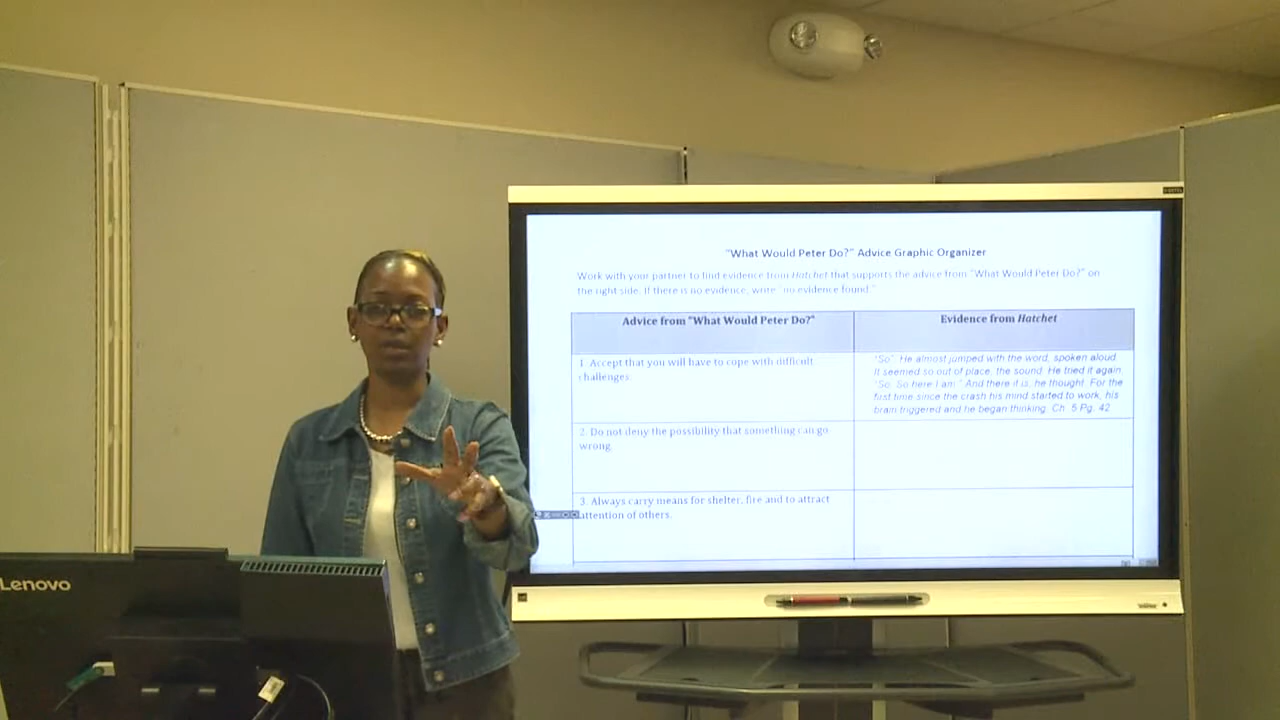 "What Would Peter Do?" Advice Graphic Organizer
Work with your partner to find evidence from Hatchet that supports the advice from "What Would Peter Do?" on
the right side. If there is no evidence, write "no evidence found."
Advice from "What Would Peter Do?"
Evidence from Hatchet
1. Accept that you will have to cope with difficult
challenges.
"So". He almost jumped with the word, spoken aloud.
It seemed so out of place, the sound. He tried it again.
"So. So here I am." And there it is, he thought. For the
first time since the crash his mind started to work, his
brain triggered and he began thinking. Ch. 5 Pg. 42
2. Do not deny the possibility that something can go
wrong.
3. Always carry means for shelter, fire and to attract
attention of others.
Lenovo